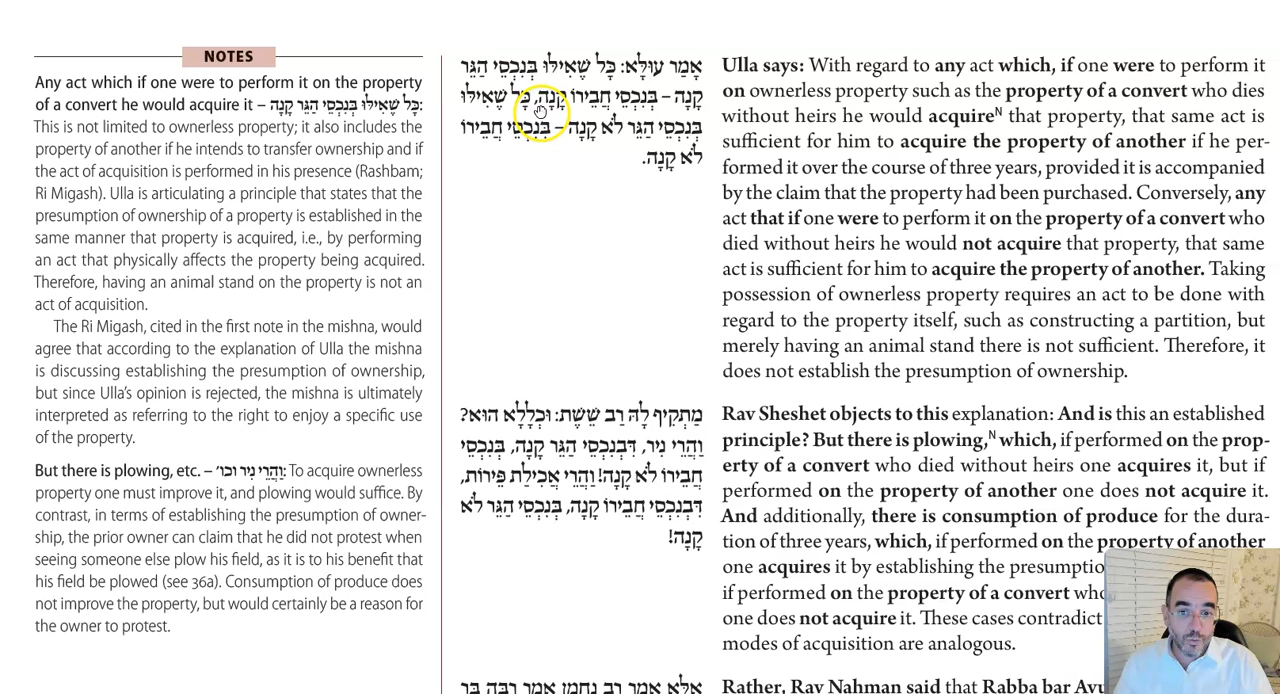 NOTES
Any act which if one were to perform it on the property
of a convert he would acquire it – כָּל שֶׁאִילּוּ בְּנִכְסֵי הַגֵּר קָנָה:
This is not limited to ownerless property; it also includes the
property of another if he intends to transfer ownership and if
the act of acquisition is performed in his presence (Rashbam;
Ri Migash). Ulla is articulating a principle that states that the
presumption of ownership of a property is established in the
same manner that property is acquired, i.e., by performing
an act that physically affects the property being acquired.
Therefore, having an animal stand on the property is not an
act of acquisition.
The Ri Migash, cited in the first note in the mishna, would
agree that according to the explanation of Ulla the mishna
is discussing establishing the presumption of ownership,
but since Ulla's opinion is rejected, the mishna is ultimately
interpreted as referring to the right to enjoy a specific use
of the property.
But there is plowing, etc. – וַהֲרֵי נִיר וכו׳: To acquire ownerless
property one must improve it, and plowing would suffice. By
contrast, in terms of establishing the presumption of owner-
ship, the prior owner can claim that he did not protest when
seeing someone else plow his field, as it is to his benefit that
his field be plowed (see 36a). Consumption of produce does
not improve the property, but would certainly be a reason for
the owner to protest.
אָמַר עוּלָּא: כָּל שֶׁאִילּוּ בְּנִכְסֵי הַגֵּר
קָנָה – בְּנִכְסֵי חֲבֵירוֹ קָנָה, כָּל שֶׁאִילּוּ
בְּנִכְסֵי הַגֵּר לֹא קָנָה – בְּנִכְסֵי חֲבֵירוֹ
לֹא קָנָה.
מַתְקֵיף לַהּ רַב שֵׁשֶׁת: וּכְלָלָא הוּא?
וַהֲרֵי נִיר, דִּבְנִכְסֵי הַגֵּר קָנָה, בְּנִכְסֵי
חֲבֵירוֹ לֹא קָנָה! וַהֲרֵי אֲכִילַת פֵּירוֹת,
דִּבְנִכְסֵי חֲבֵירוֹ קָנָה, בְּנִכְסֵי הַגֵּר לֹא
קָנָה!
אֶלָּא אָמַר רַב נַחְמָן אָמַר רַבָּה בַּר
Ulla says: With regard to any act which, if one were to perform it
on ownerless property such as the property of a convert who dies
without heirs he would acquireᴺ that property, that same act is
sufficient for him to acquire the property of another if he per-
formed it over the course of three years, provided it is accompanied
by the claim that the property had been purchased. Conversely, any
act that if one were to perform it on the property of a convert who
died without heirs he would not acquire that property, that same
act is sufficient for him to acquire the property of another. Taking
possession of ownerless property requires an act to be done with
regard to the property itself, such as constructing a partition, but
merely having an animal stand there is not sufficient. Therefore, it
does not establish the presumption of ownership.
Rav Sheshet objects to this explanation: And is this an established
principle? But there is plowing,ᴺ which, if performed on the prop-
erty of a convert who died without heirs one acquires it, but if
performed on the property of another one does not acquire it.
And additionally, there is consumption of produce for the dura-
tion of three years, which, if performed on the property of another
one acquires it by establishing the
if performed on the property of a convert
one does not acquire it. These cases
modes of acquisition are analogous.
Rather, Rav Nahman said that Rabba bar